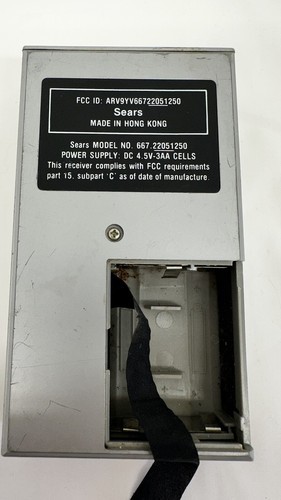 FCC ID: ARV9YV66722051250
Sears
MADE IN HONG KONG
Sears MODEL NO. 667.22051250
POWER SUPPLY: DC 4.5V-3AA CELLS
This receiver complies with FCC requirements
part 15. subpart 'C' as of date of manufacture.